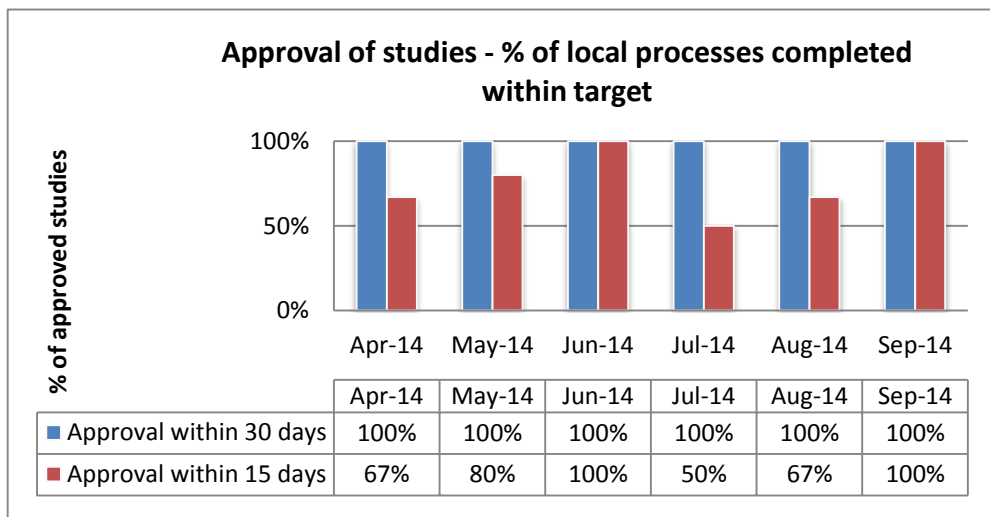 Approval of studies - % of local processes completed
within target
% of approved studies
100%
50%
0%
Apr-14 May-14 Jun-14 Jul-14 Aug-14 Sep-14
Apr-14 May-14 Jun-14 Jul-14 Aug-14 Sep-14
Approval within 30 days 100% 100% 100% 100% 100% 100%
Approval within 15 days 67% 80% 100% 50% 67% 100%